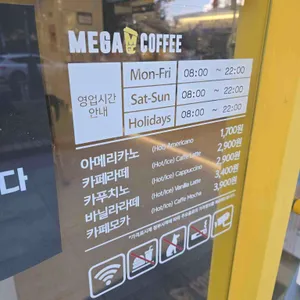 MEGA COFFEE
영업시간 안내
Mon-Fri 08:00 ~ 22:00
Sat-Sun 08:00 ~ 22:00
Holidays 08:00 ~ 22:00
아메리카노 (Hot) Americano 1,700원
카페라떼 (Hot/Ice) Caffe Latte 2,900원
카푸치노 (Hot/Ice) Cappuccino 2,900원
바닐라라떼 (Hot/Ice) Vanilla Latte 3,400원
카페모카 (Hot/Ice) Caffe Mocha 3,900원
다